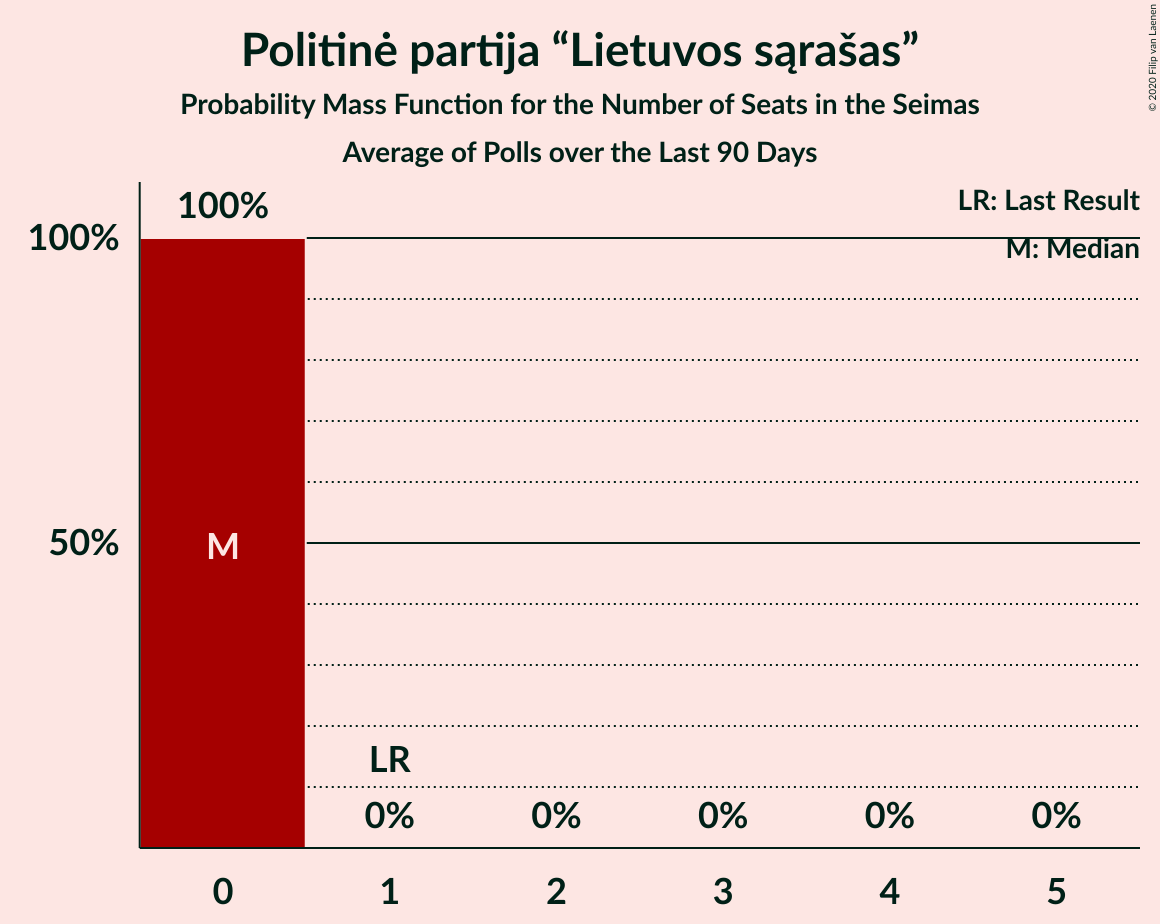 Politinė partija “Lietuvos sąrašas”
Probability Mass Function for the Number of Seats in the Seimas
Average of Polls over the Last 90 Days
© 2020 Filip van Laenen
LR: Last Result
M: Median
100%
100%
50%
M
LR
0%
0%
0%
0%
0%
0
1
2
3
4
5